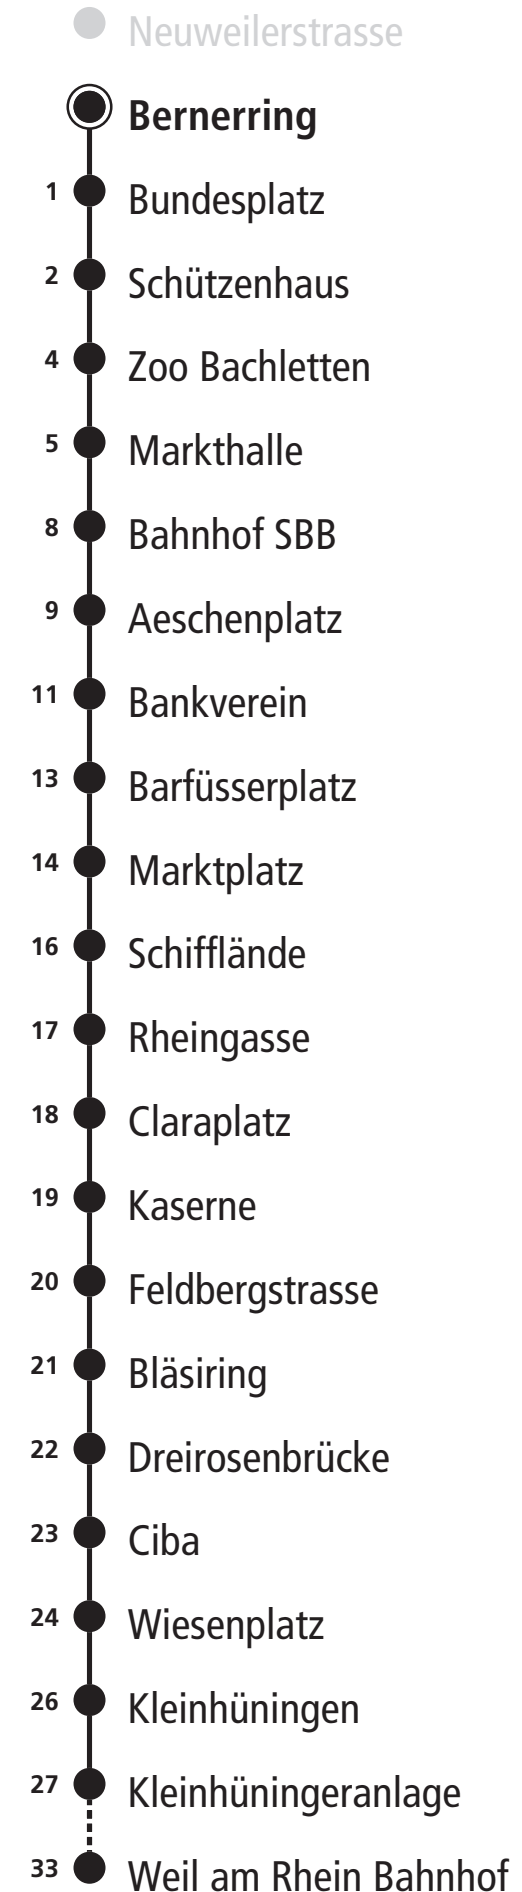 Neuweilerstrasse
Bernerring
1 Bundesplatz
2 Schützenhaus
4 Zoo Bachletten
5 Markthalle
8 Bahnhof SBB
9 Aeschenplatz
11 Bankverein
13 Barfüsserplatz
14 Marktplatz
16 Schifflände
17 Rheingasse
18 Claraplatz
19 Kaserne
20 Feldbergstrasse
21 Bläsiring
22 Dreirosenbrücke
23 Ciba
24 Wiesenplatz
26 Kleinhüningen
27 Kleinhüningeranlage
33 Weil am Rhein Bahnhof